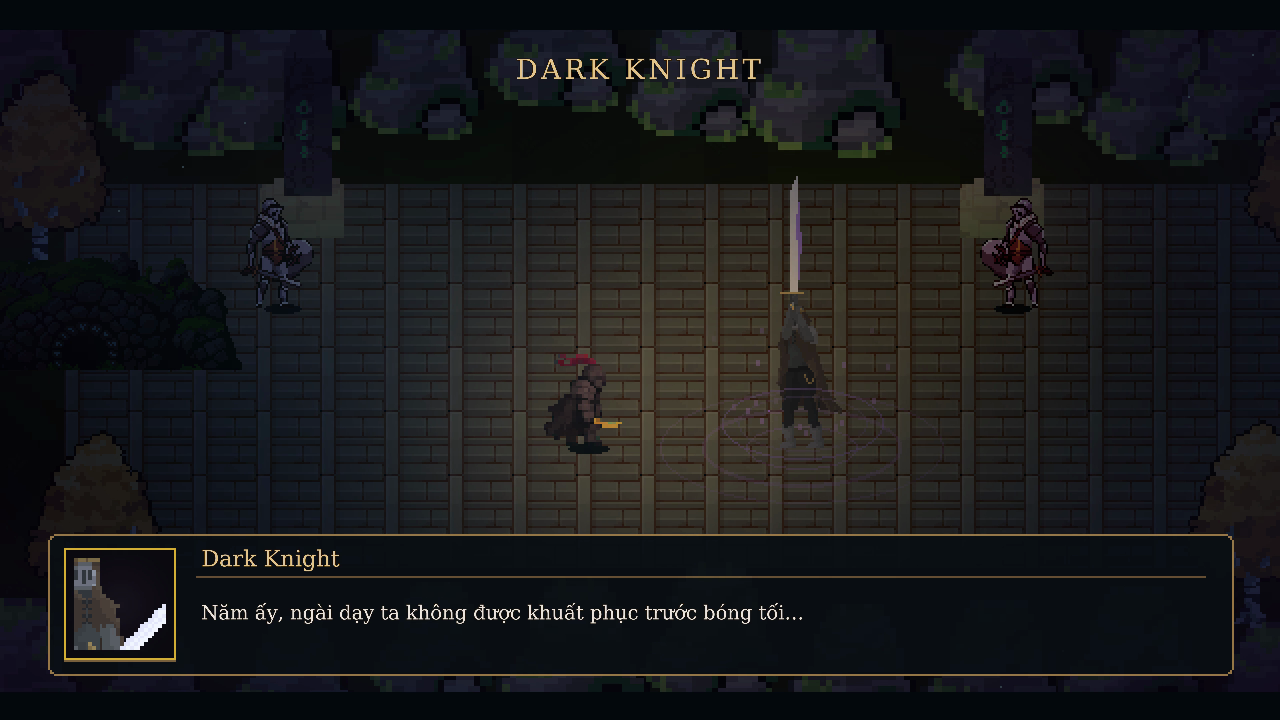 DARK KNIGHT
Dark Knight
Năm ấy, ngài dạy ta không được khuất phục trước bóng tối...